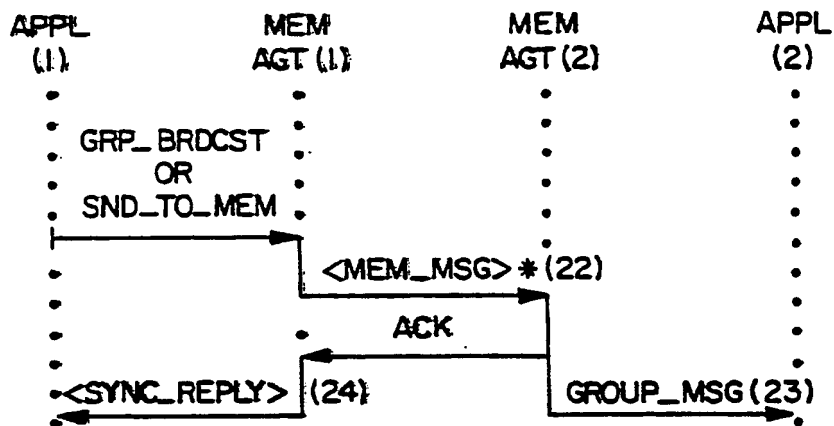 APPL MEM MEM APPL
(1) AGT (1) AGT (2) (2)
GRP_BRDCST
OR
SND_TO_MEM
<MEM_MSG> * (22)
ACK
<SYNC_REPLY> (24) GROUP_MSG (23)